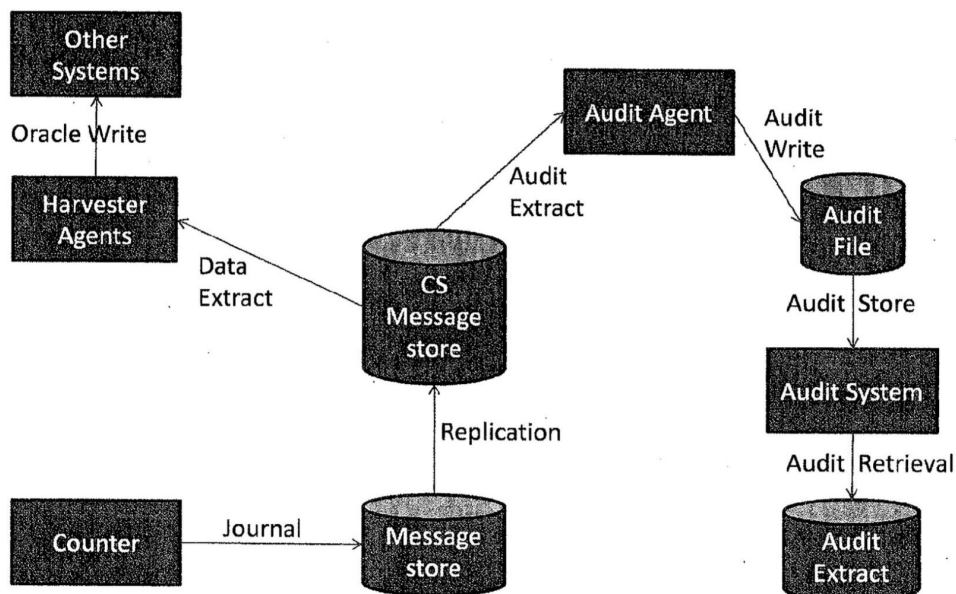 Other
Systems
Oracle Write
Harvester
Agents
Data
Extract
Audit Agent
Audit
Extract
Audit
Write
Audit
File
CS
Message
store
Audit Store
Audit System
Replication
Audit Retrieval
Counter
Journal
Message
store
Audit
Extract